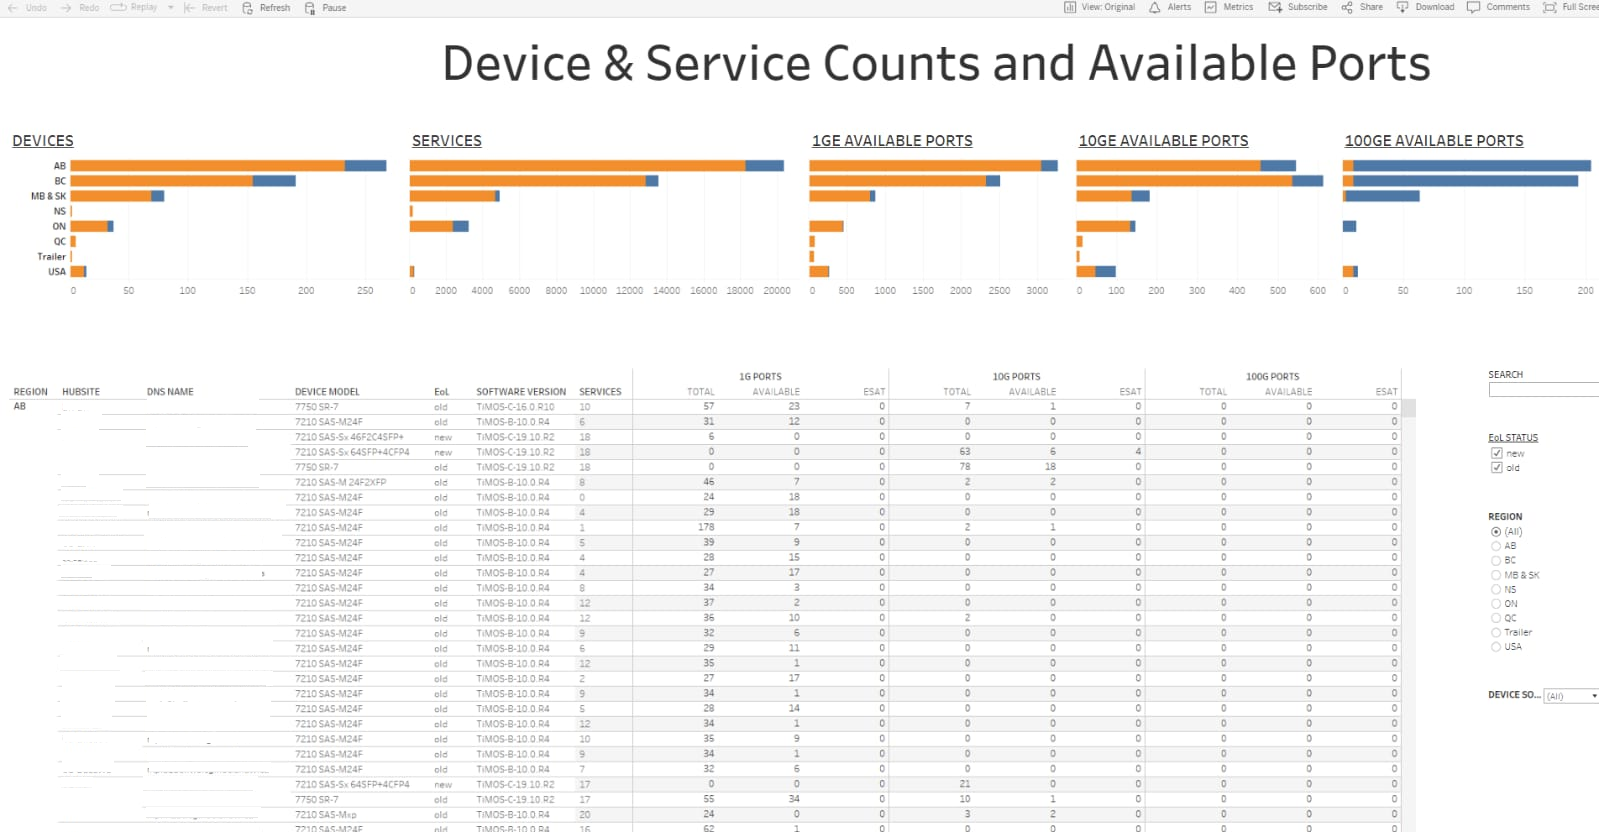 Undo Redo Replay Revert Refresh Pause View: Original Alerts Metrics Subscribe Share Download Comments Full Scree
Device & Service Counts and Available Ports
DEVICES SERVICES 1GE AVAILABLE PORTS 10GE AVAILABLE PORTS 100GE AVAILABLE PORTS
AB
BC
MB & SK
NS
ON
QC
Trailer
USA
0 50 100 150 200 250 0 2000 4000 6000 8000 10000 12000 14000 16000 18000 20000 0 500 1000 1500 2000 2500 3000 0 100 200 300 400 500 600 0 50 100 150 200
1G PORTS 10G PORTS 100G PORTS
REGION HUBSITE DNS NAME DEVICE MODEL EoL SOFTWARE VERSION SERVICES TOTAL AVAILABLE ESAT TOTAL AVAILABLE ESAT TOTAL AVAILABLE ESAT
AB 7750 SR-7 old TiMOS-C-16.0.R10 10 57 23 0 7 1 0 0 0 0
7210 SAS-M24F old TiMOS-B-10.0.R4 6 31 12 0 0 0 0 0 0 0
7210 SAS-Sx 46F2C4SFP+ new TiMOS-C-19.10.R2 18 6 0 0 0 0 0 0 0 0
7210 SAS-Sx 64SFP+4CFP4 new TiMOS-C-19.10.R2 18 0 0 0 63 6 4 0 0 0
7750 SR-7 old TiMOS-C-19.10.R2 18 0 0 0 78 18 0 0 0 0
7210 SAS-M 24F2XFP old TiMOS-B-10.0.R4 8 46 7 0 2 2 0 0 0 0
7210 SAS-M24F old TiMOS-B-10.0.R4 0 24 18 0 0 0 0 0 0 0
7210 SAS-M24F old TiMOS-B-10.0.R4 4 29 18 0 0 0 0 0 0 0
7210 SAS-M24F old TiMOS-B-10.0.R4 1 178 7 0 2 1 0 0 0 0
7210 SAS-M24F old TiMOS-B-10.0.R4 5 39 9 0 0 0 0 0 0 0
7210 SAS-M24F old TiMOS-B-10.0.R4 4 28 15 0 0 0 0 0 0 0
7210 SAS-M24F old TiMOS-B-10.0.R4 4 27 17 0 0 0 0 0 0 0
7210 SAS-M24F old TiMOS-B-10.0.R4 8 34 3 0 0 0 0 0 0 0
7210 SAS-M24F old TiMOS-B-10.0.R4 12 37 2 0 0 0 0 0 0 0
7210 SAS-M24F old TiMOS-B-10.0.R4 12 36 10 0 2 0 0 0 0 0
7210 SAS-M24F old TiMOS-B-10.0.R4 9 32 6 0 0 0 0 0 0 0
7210 SAS-M24F old TiMOS-B-10.0.R4 6 29 11 0 0 0 0 0 0 0
7210 SAS-M24F old TiMOS-B-10.0.R4 12 35 1 0 0 0 0 0 0 0
7210 SAS-M24F old TiMOS-B-10.0.R4 2 27 17 0 0 0 0 0 0 0
7210 SAS-M24F old TiMOS-B-10.0.R4 9 34 1 0 0 0 0 0 0 0
7210 SAS-M24F old TiMOS-B-10.0.R4 5 28 14 0 0 0 0 0 0 0
7210 SAS-M24F old TiMOS-B-10.0.R4 12 34 1 0 0 0 0 0 0 0
7210 SAS-M24F old TiMOS-B-10.0.R4 10 35 9 0 0 0 0 0 0 0
7210 SAS-M24F old TiMOS-B-10.0.R4 9 34 1 0 0 0 0 0 0 0
7210 SAS-M24F old TiMOS-B-10.0.R4 7 32 6 0 0 0 0 0 0 0
7210 SAS-Sx 64SFP+4CFP4 new TiMOS-C-19.10.R2 17 0 0 0 21 0 0 0 0 0
7750 SR-7 old TiMOS-C-19.10.R2 17 55 34 0 10 1 0 0 0 0
7210 SAS-Mxp old TiMOS-B-10.0.R4 20 24 0 0 3 2 0 0 0 0
7210 SAS-M24F old TiMOS-B-10.0.R4 16 62 1 0 0 0 0 0 0 0
SEARCH
EoL STATUS
new
old
REGION
(All)
AB
BC
MB & SK
NS
ON
QC
Trailer
USA
DEVICE SO... (All)